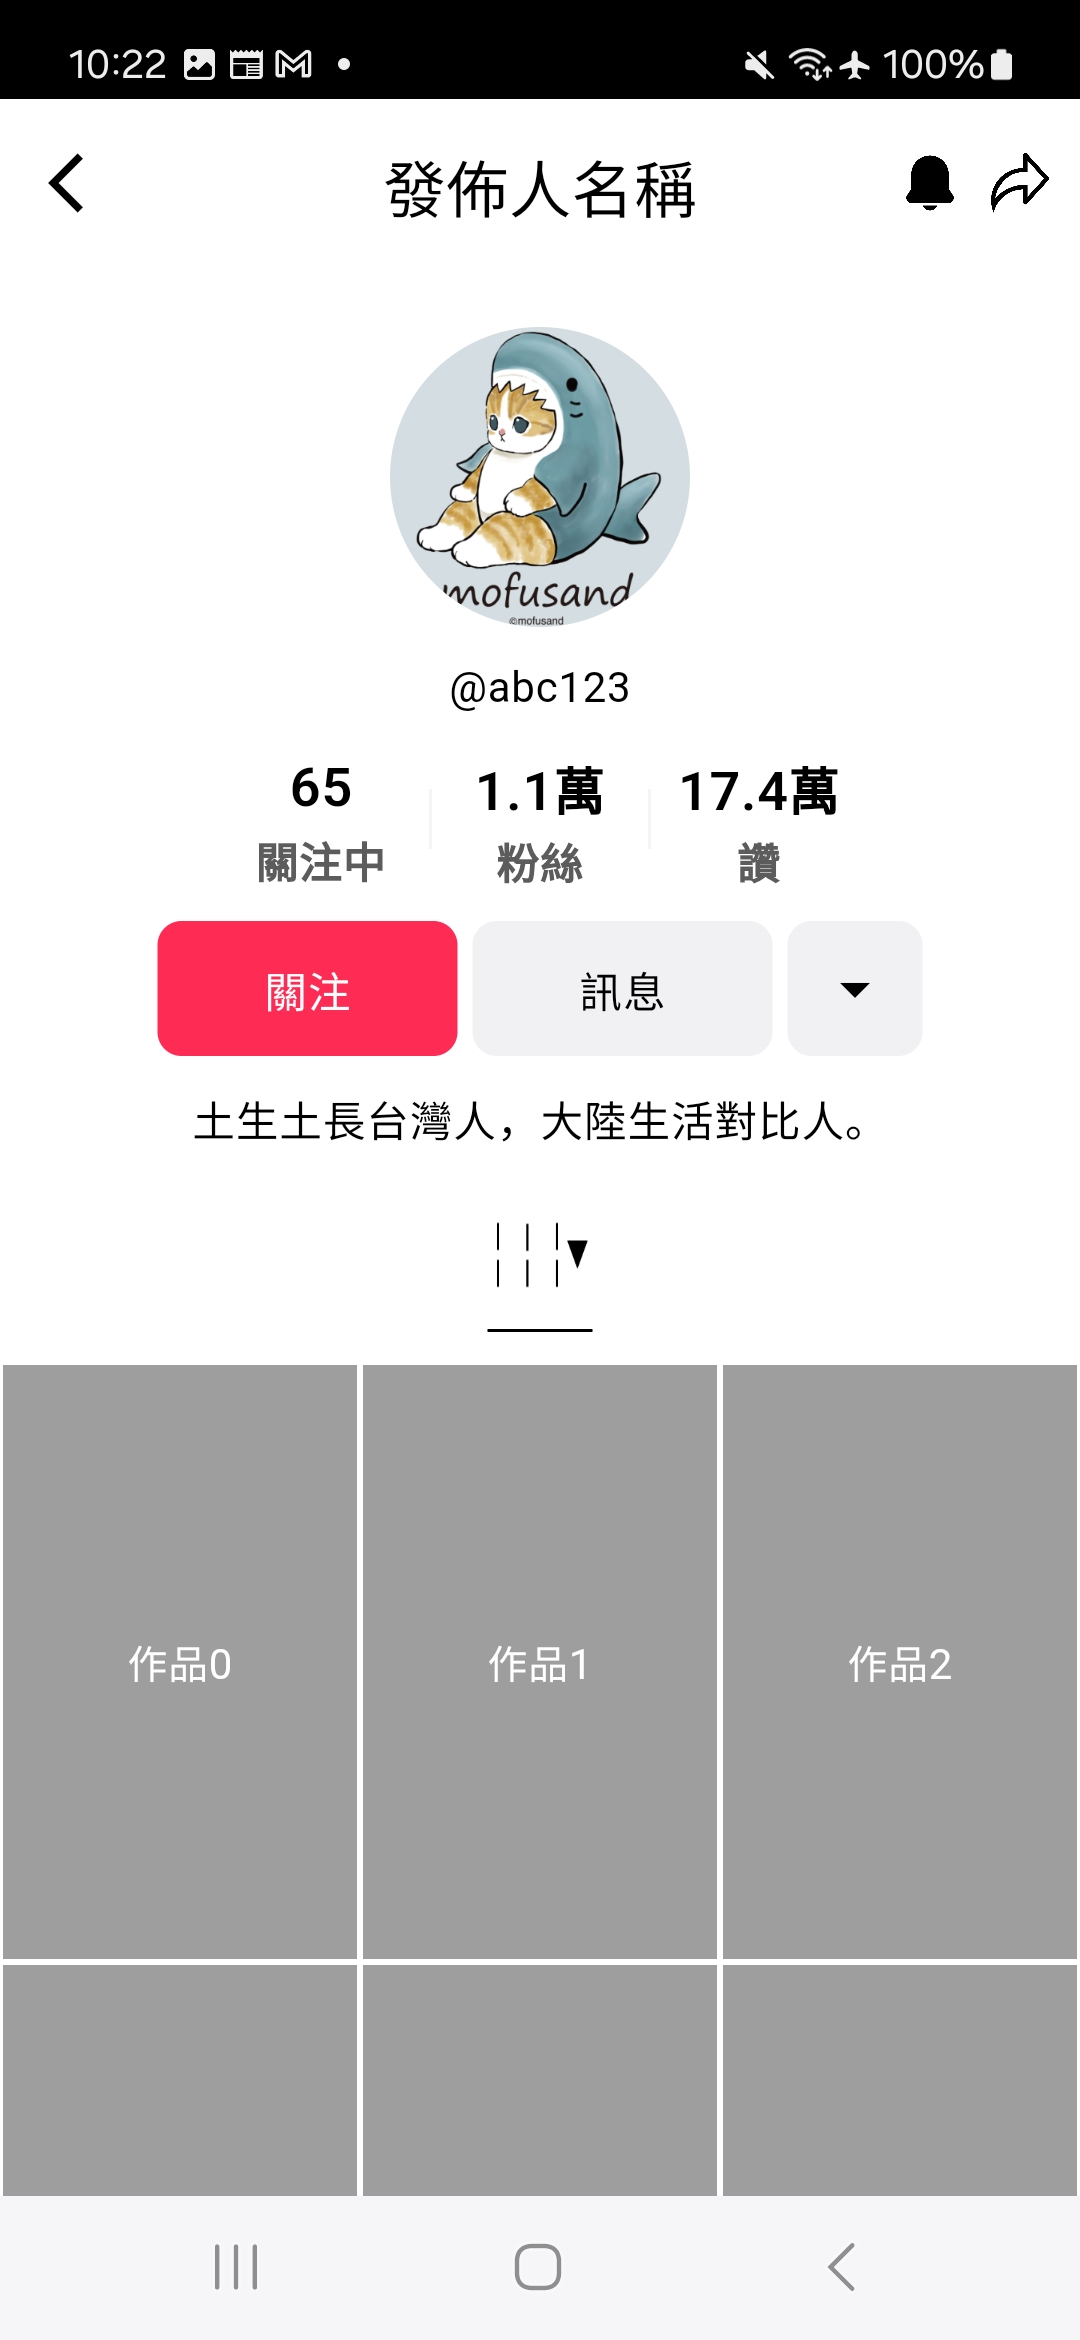 10:22 100%
發佈人名稱
mofusand
©mofusand
@abc123
65 1.1萬 17.4萬
關注中 粉絲 讚
關注 訊息
土生土長台灣人，大陸生活對比人。
作品0 作品1 作品2